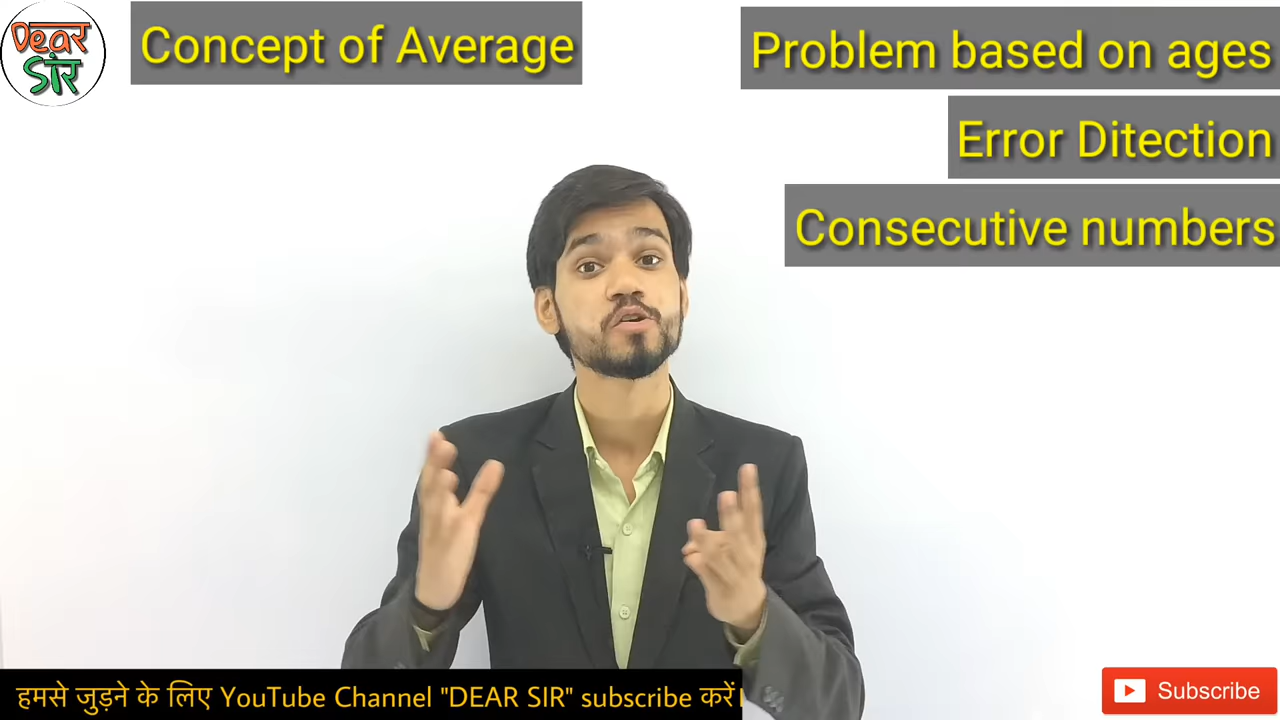 Dear
सर
Concept of Average
Problem based on ages
Error Ditection
Consecutive numbers
हमसे जुड़ने के लिए YouTube Channel "DEAR SIR" subscribe करें।
Subscribe